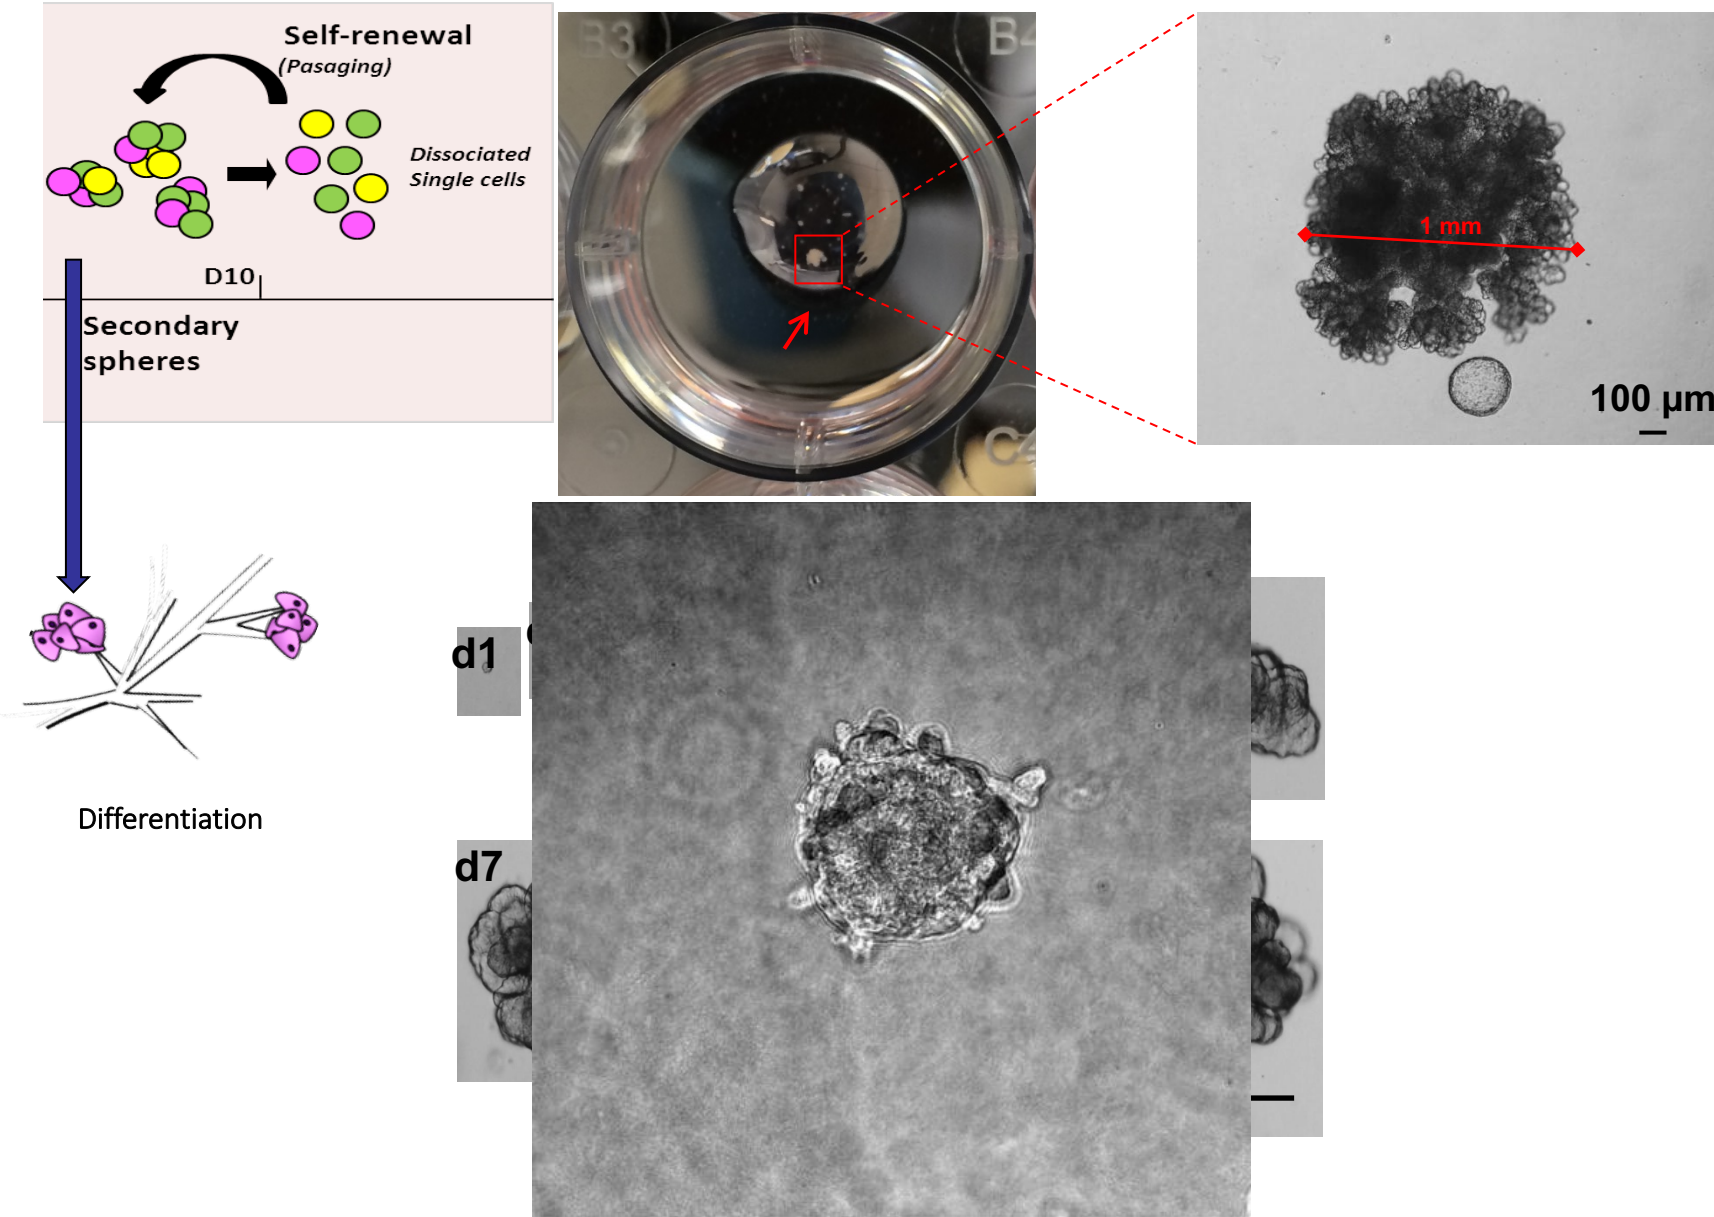 Self-renewal
(Pasaging)
Dissociated
Single cells
D10
Secondary
spheres
Differentiation
B3
B4
1 mm
100 µm
d1
d7